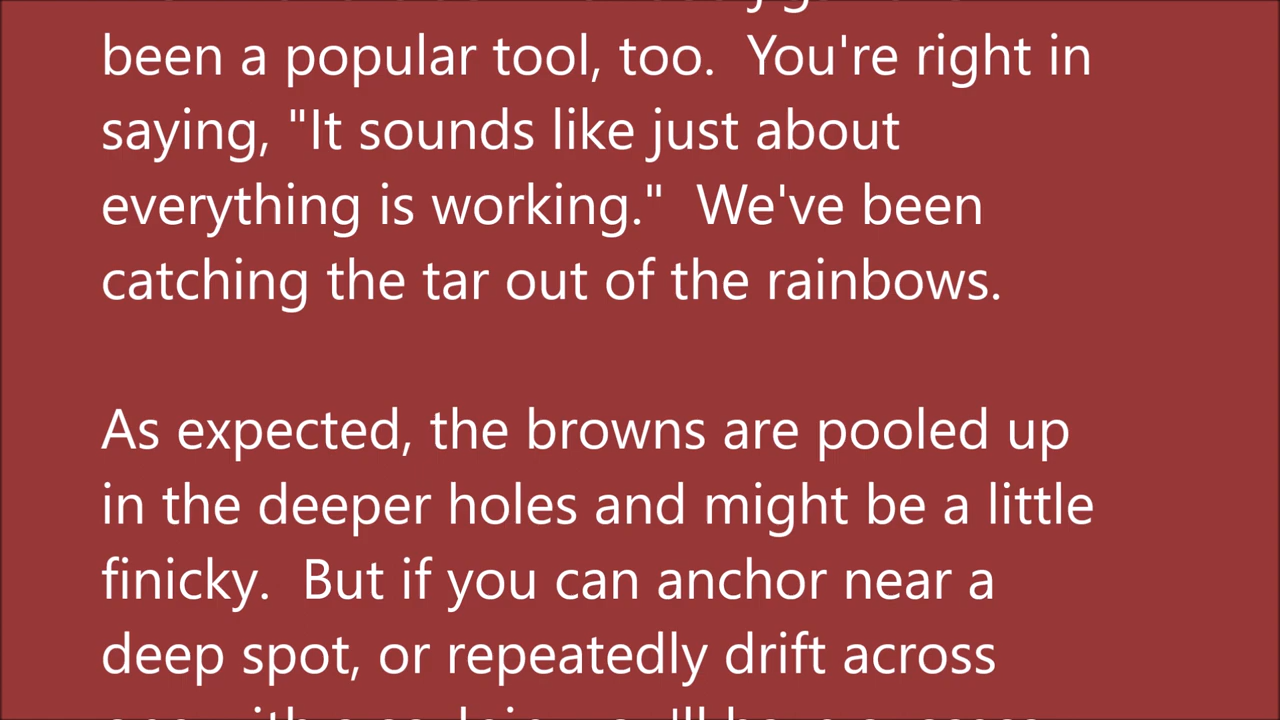 been a popular tool, too.  You're right in
saying, "It sounds like just about
everything is working."  We've been
catching the tar out of the rainbows.
As expected, the browns are pooled up
in the deeper holes and might be a little
finicky.  But if you can anchor near a
deep spot, or repeatedly drift across